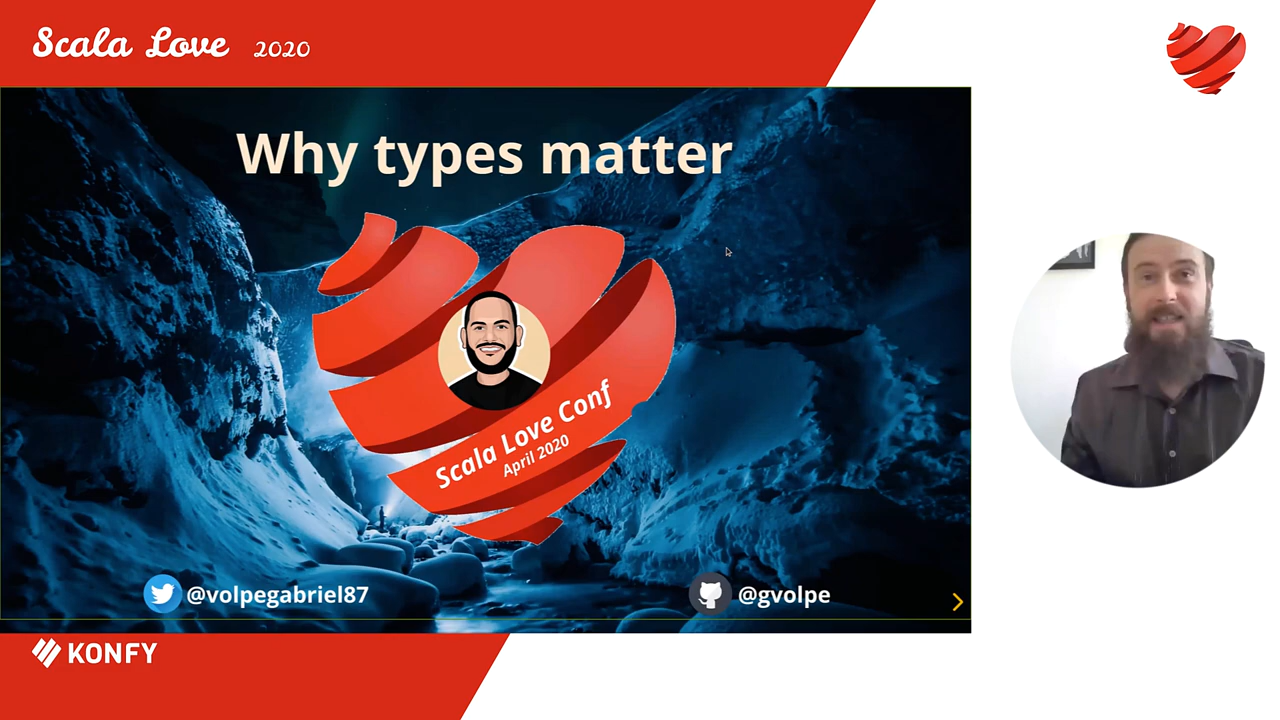 Scala Love 2020
Why types matter
Scala Love Conf
April 2020
@volpegabriel87
@gvolpe
KONFY